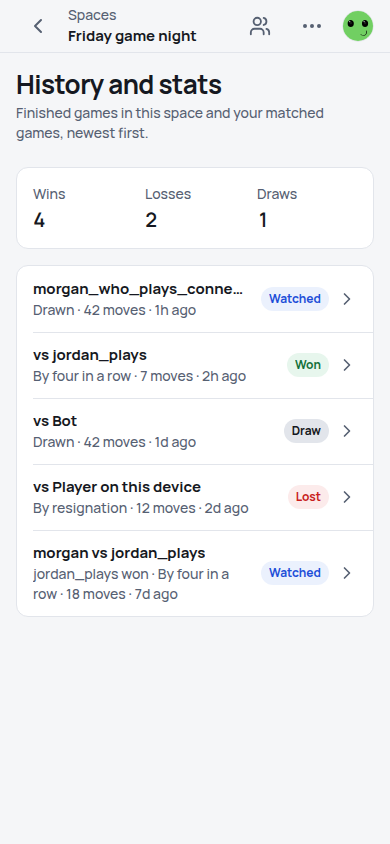 Spaces
Friday game night
History and stats
Finished games in this space and your matched
games, newest first.
Wins
Losses
Draws
4
2
1
morgan_who_plays_conne…
Drawn · 42 moves · 1h ago
Watched
vs jordan_plays
By four in a row · 7 moves · 2h ago
Won
vs Bot
Drawn · 42 moves · 1d ago
Draw
vs Player on this device
By resignation · 12 moves · 2d ago
Lost
morgan vs jordan_plays
jordan_plays won · By four in a
row · 18 moves · 7d ago
Watched